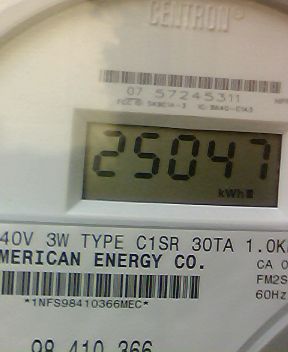 CENTRON®
07 57245311
25047
kWh
40V 3W TYPE C1SR 30TA 1.0K
MERICAN ENERGY CO.
CA 0
FM2S
60Hz
*1NFS98410366MEC*
98 410 366